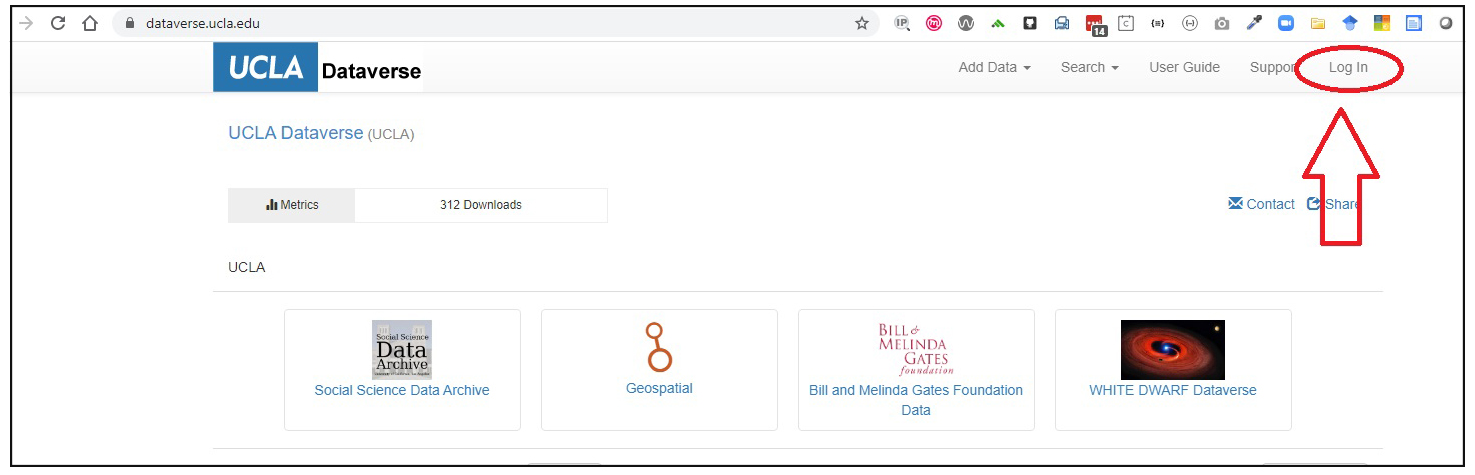 dataverse.ucla.edu
IP
14
UCLA Dataverse
Add Data
Search
User Guide
Support
Log In
UCLA Dataverse (UCLA)
Metrics
312 Downloads
Contact
Share
UCLA
Social Science
Data
Archive
Social Science Data Archive
Geospatial
BILL &
MELINDA
GATES
foundation
Bill and Melinda Gates Foundation
Data
WHITE DWARF Dataverse